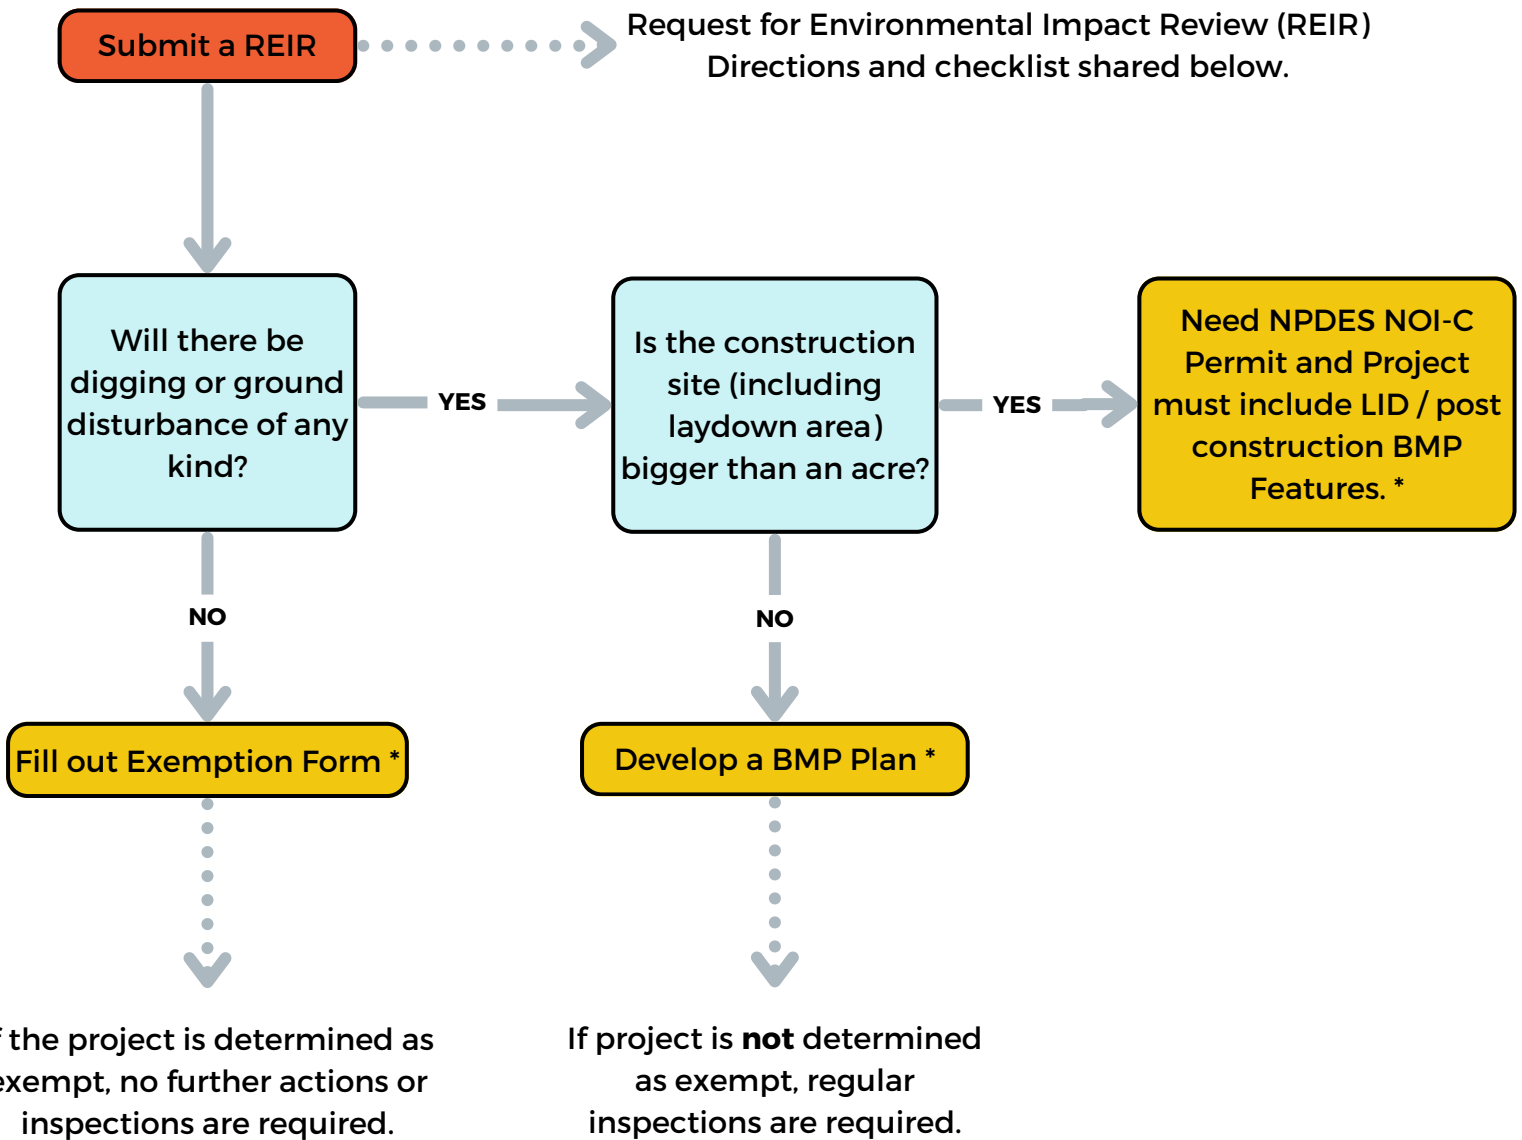 Submit a REIR
Request for Environmental Impact Review (REIR)
Directions and checklist shared below.
Will there be
digging or ground
disturbance of any
kind?
YES
Is the construction
site (including
laydown area)
bigger than an acre?
YES
Need NPDES NOI-C
Permit and Project
must include LID / post
construction BMP
Features. *
NO
NO
Fill out Exemption Form *
Develop a BMP Plan *
f the project is determined as
exempt, no further actions or
inspections are required.
If project is not determined
as exempt, regular
inspections are required.